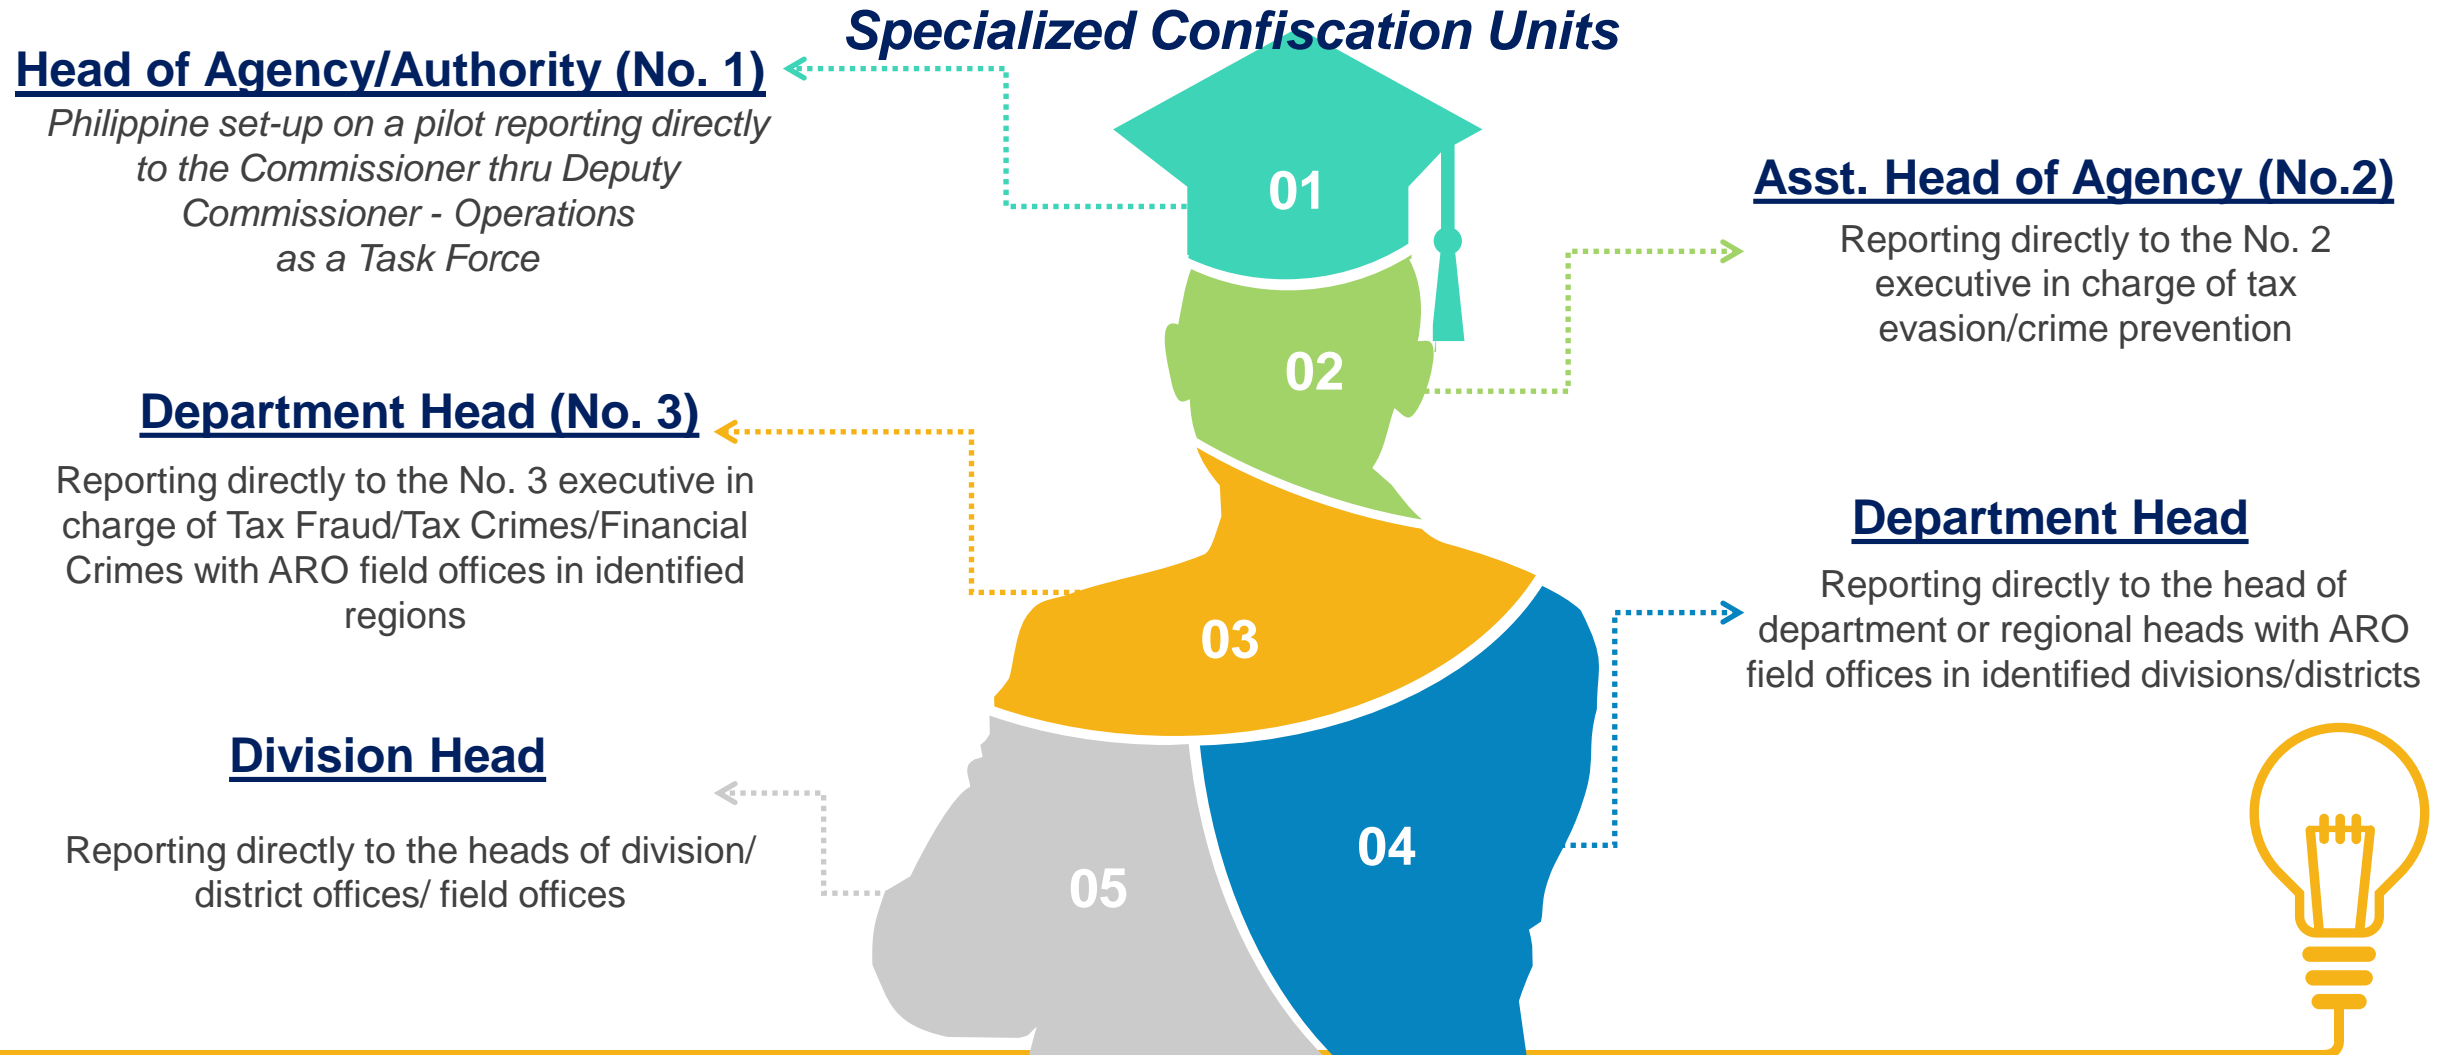 Specialized Confiscation Units
Head of Agency/Authority (No. 1)
Philippine set-up on a pilot reporting directly
to the Commissioner thru Deputy
Commissioner - Operations
as a Task Force
01
Asst. Head of Agency (No.2)
Reporting directly to the No. 2
executive in charge of tax
evasion/crime prevention
02
Department Head (No. 3)
Reporting directly to the No. 3 executive in
charge of Tax Fraud/Tax Crimes/Financial
Crimes with ARO field offices in identified
regions
03
Department Head
Reporting directly to the head of
department or regional heads with ARO
field offices in identified divisions/districts
04
Division Head
Reporting directly to the heads of division/
district offices/ field offices
05